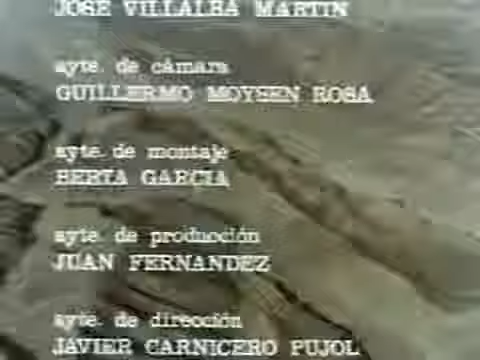 JOSE VILLALBA MARTIN
ayte. de cámara
GUILLERMO MOYSEN ROSA
ayte. de montaje
BERTA GARCIA
ayte. de producción
JUAN FERNANDEZ
ayte. de dirección
JAVIER CARNICERO PUJOL